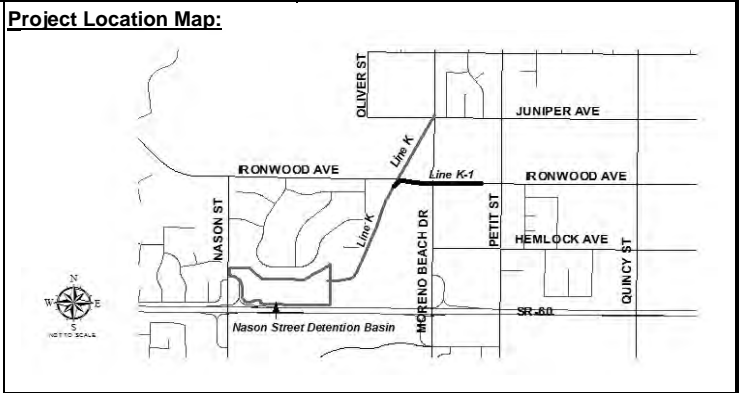 Project Location Map:
OLIVER ST
JUNIPER AVE
Line K
IRONWOOD AVE
Line K-1
IRONWOOD AVE
NASON ST
Line K
MORENO BEACH DR
PETIT ST
HEMLOCK AVE
QUINCY ST
N
W
E
S
NOT TO SCALE
SR-60
Nason Street Detention Basin